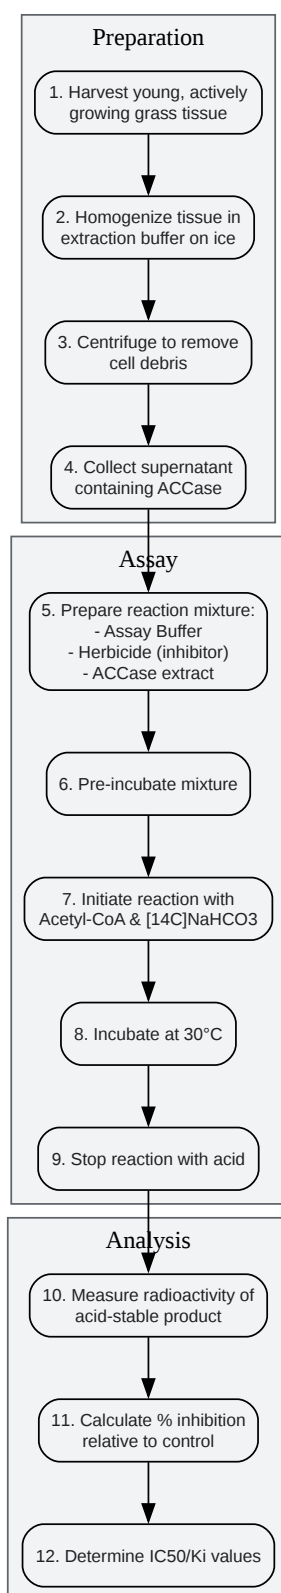 Preparation
1. Harvest young, actively
growing grass tissue
2. Homogenize tissue in
extraction buffer on ice
3. Centrifuge to remove
cell debris
4. Collect supernatant
containing ACCase
Assay
5. Prepare reaction mixture:
- Assay Buffer
- Herbicide (inhibitor)
- ACCase extract
6. Pre-incubate mixture
7. Initiate reaction with
Acetyl-CoA & [14C]NaHCO3
8. Incubate at 30°C
9. Stop reaction with acid
Analysis
10. Measure radioactivity of
acid-stable product
11. Calculate % inhibition
relative to control
12. Determine IC50/Ki values